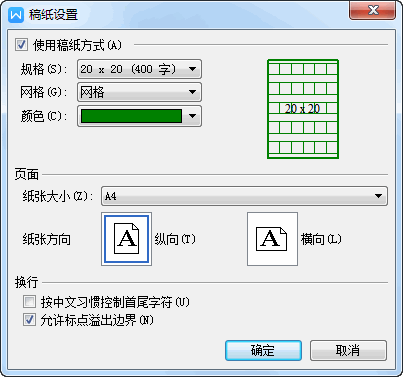 稿纸设置
使用稿纸方式(A)
规格(S): 20 x 20 (400 字)
网格(G): 网格
颜色(C):
20 x 20
页面
纸张大小(Z): A4
纸张方向 A 纵向(T) A 横向(L)
换行
按中文习惯控制首尾字符(U)
允许标点溢出边界(N)
确定 取消